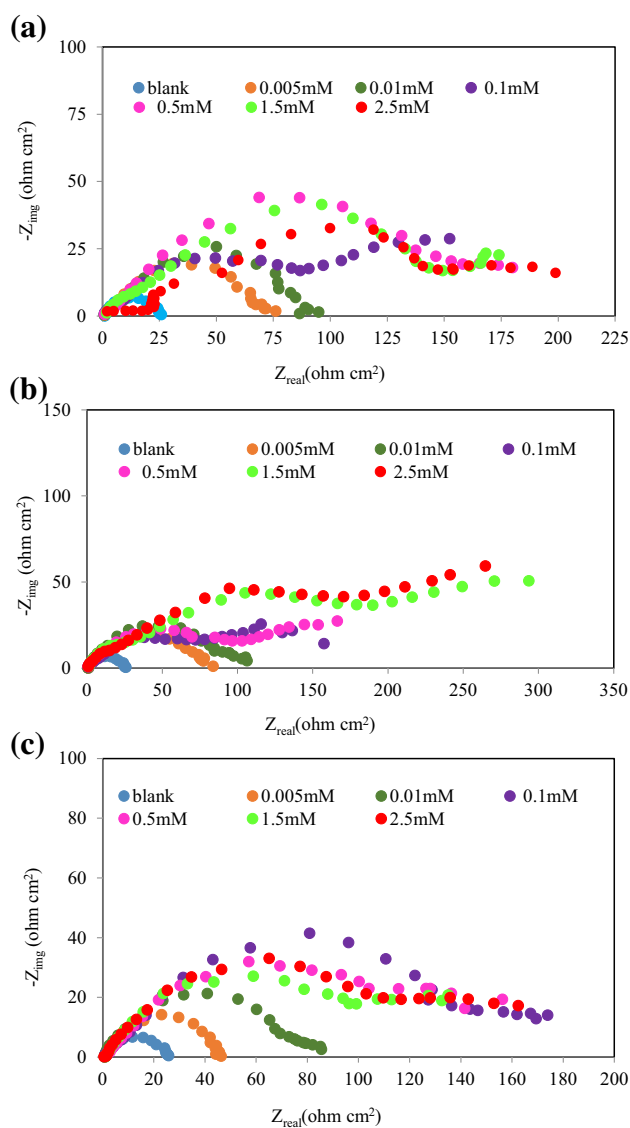 (a)
100
75
50
25
0
-Zimg (ohm cm²)
blank 0.005mM 0.01mM 0.1mM
0.5mM 1.5mM 2.5mM
0 25 50 75 100 125 150 175 200 225
Zreal(ohm cm²)
(b)
150
100
50
0
-Zimg (ohm cm²)
blank 0.005mM 0.01mM 0.1mM
0.5mM 1.5mM 2.5mM
0 50 100 150 200 250 300 350
Zreal(ohm cm²)
(c)
100
80
60
40
20
0
-Zimg (ohm cm²)
blank 0.005mM 0.01mM 0.1mM
0.5mM 1.5mM 2.5mM
0 20 40 60 80 100 120 140 160 180 200
Zreal(ohm cm²)